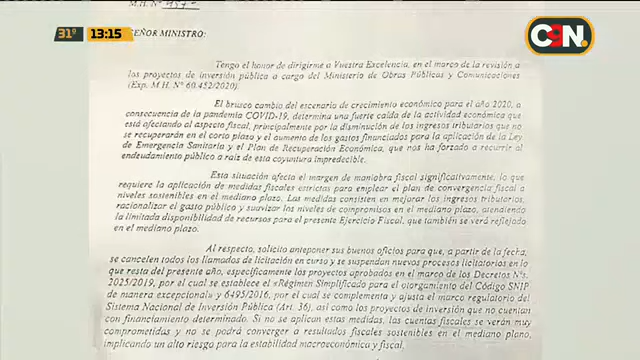 31º 13:15
C9N.
M.H. Nº
SEÑOR MINISTRO:
Tengo el honor de dirigirme a Vuestra Excelencia, en el marco de la revisión
a los proyectos de inversión pública a cargo del Ministerio de Obras Públicas y Comunicaciones
(Exp. M.H. Nº 60.452/2020).
El brusco cambio del escenario de crecimiento económico para el año 2020, a
consecuencia de la pandemia COVID-19, determina una fuerte caída de la actividad económica que
está afectando al aspecto fiscal, principalmente por la disminución de los ingresos tributarios que no
se recuperarán en el corto plazo y el aumento de los gastos financiados para la aplicación de la Ley
de Emergencia Sanitaria y el Plan de Recuperación Económica, que nos ha forzado a recurrir al
endeudamiento público a raíz de esta coyuntura impredecible.
Esta situación afecta el margen de maniobra fiscal significativamente, lo que
requiere la aplicación de medidas fiscales estrictas para emplear el plan de convergencia fiscal a
niveles sostenibles en el mediano plazo. Las medidas consisten en mejorar los ingresos tributarios,
racionalizar el gasto público y suavizar los niveles de compromisos en el mediano plazo, atendiendo
la limitada disponibilidad de recursos para el presente Ejercicio Fiscal, que también se verá reflejado
en el mediano plazo.
Al respecto, solicito anteponer sus buenos oficios para que, a partir de la fecha,
se cancelen todos los llamados de licitación en curso y se suspendan nuevos procesos licitatorios en lo
que resta del presente año, específicamente los proyectos aprobados en el marco de los Decretos Nºs.
2025/2019, por el cual se establece el «Régimen Simplificado para el otorgamiento del Código SNIP
de manera excepcional» y 6495/2016, por el cual se complementa y ajusta el marco regulatorio del
Sistema Nacional de Inversión Pública (Art. 36), así como los proyectos de inversión que no cuentan
con financiamiento determinado. Si no se aplican estas medidas, las cuentas fiscales se verán muy
comprometidas y no se podrá converger a resultados fiscales sostenibles en el mediano plano,
implicando un alto riesgo para la estabilidad macroeconómica y fiscal.